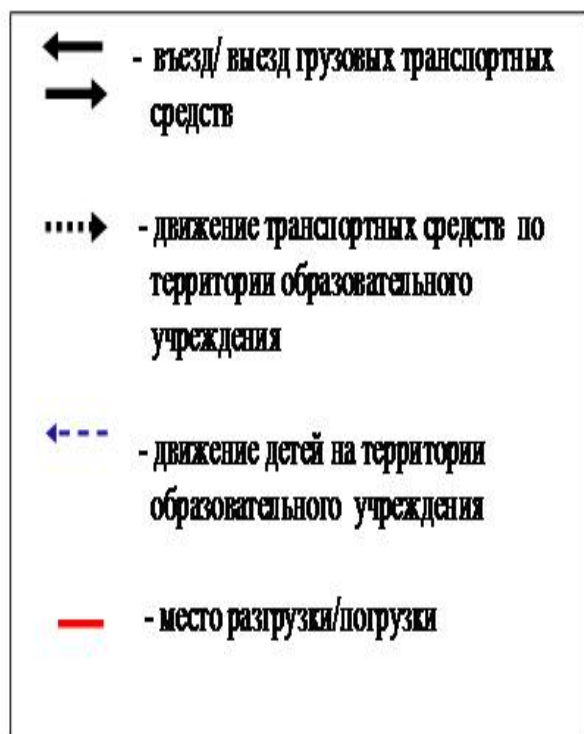 - въезд/ выезд грузовых транспортных
средств
- движение транспортных средств по
территории образовательного
учреждения
- движение детей на территории
образовательного учреждения
- место разгрузки/погрузки